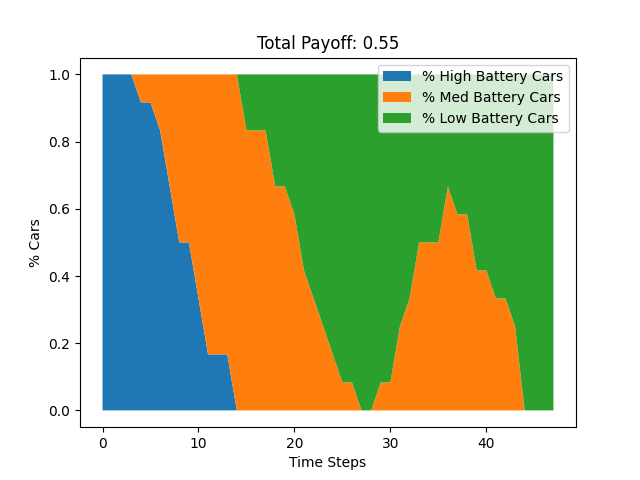 Total Payoff: 0.55
% High Battery Cars
% Med Battery Cars
% Low Battery Cars
1.0
0.8
0.6
0.4
0.2
0.0
% Cars
0 10 20 30 40
Time Steps